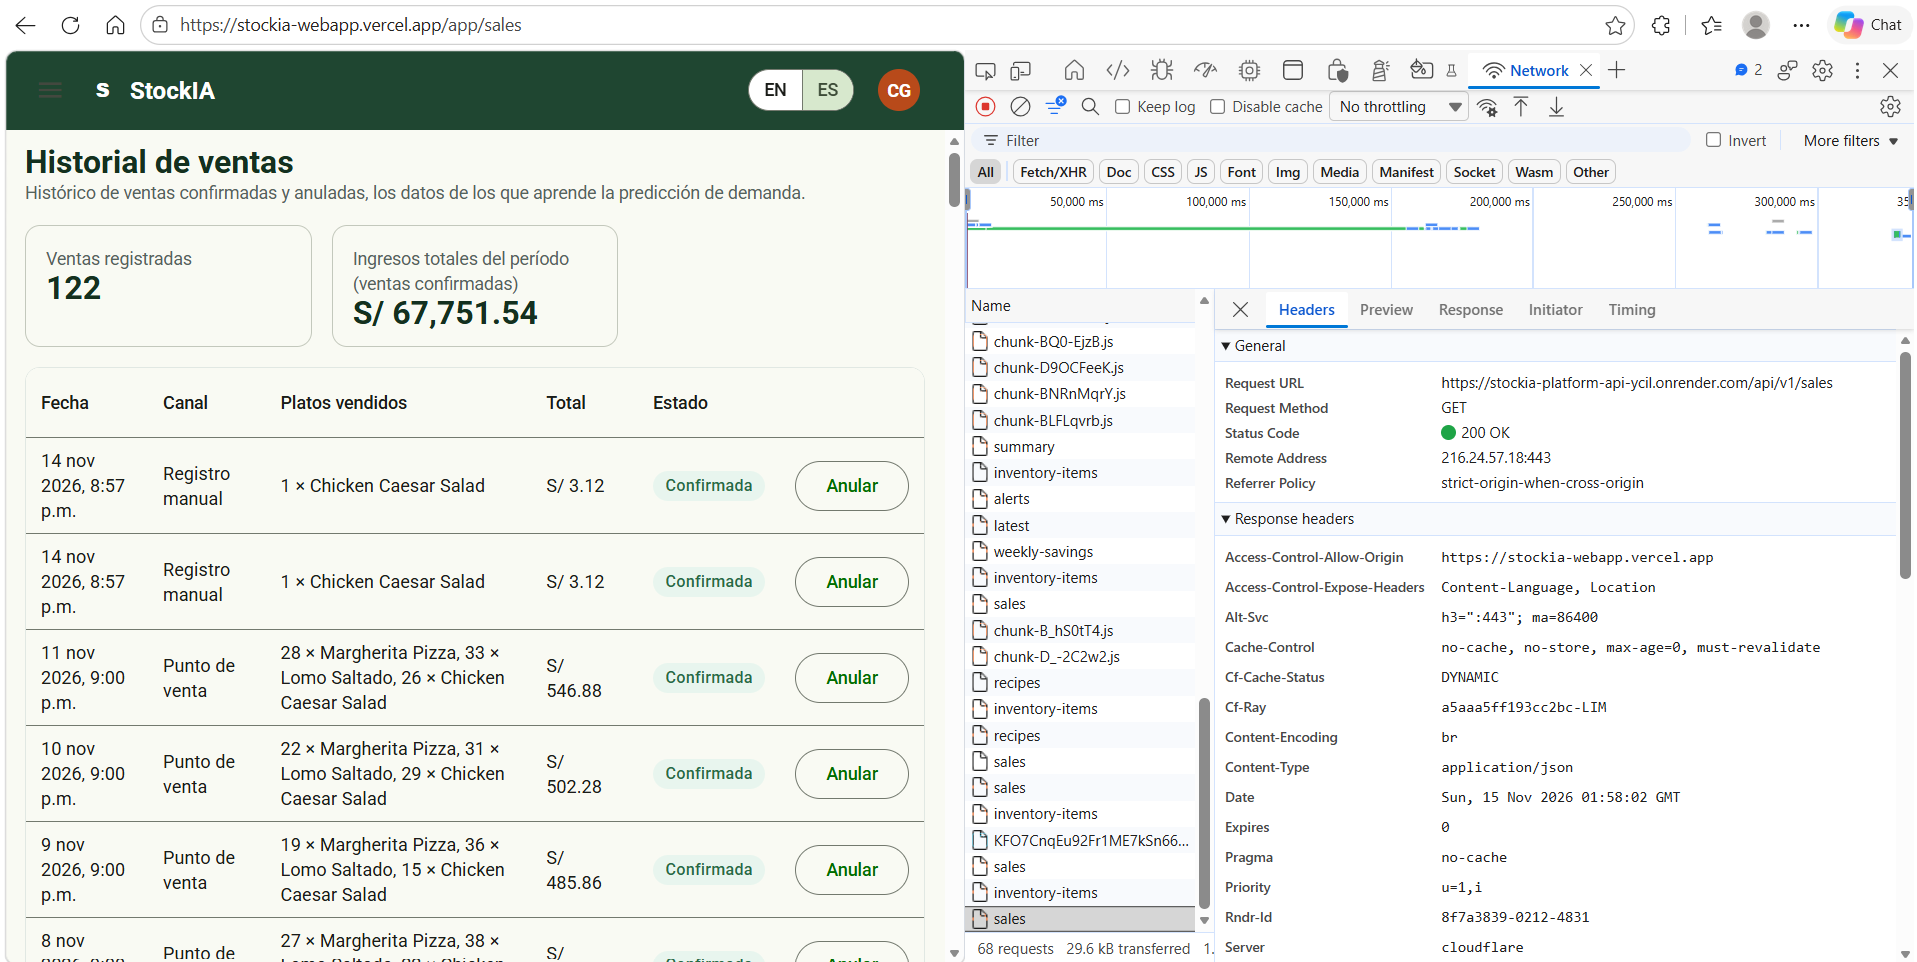 https://stockia-webapp.vercel.app/app/sales
Chat
S StockIA
EN ES
CG
Historial de ventas
Histórico de ventas confirmadas y anuladas, los datos de los que aprende la predicción de demanda.
Ventas registradas
122
Ingresos totales del período
(ventas confirmadas)
S/ 67,751.54
Fecha Canal Platos vendidos Total Estado
14 nov
2026, 8:57
p.m.
Registro
manual
1 × Chicken Caesar Salad
S/ 3.12
Confirmada
Anular
14 nov
2026, 8:57
p.m.
Registro
manual
1 × Chicken Caesar Salad
S/ 3.12
Confirmada
Anular
11 nov
2026, 9:00
p.m.
Punto de
venta
28 × Margherita Pizza, 33 ×
Lomo Saltado, 26 × Chicken
Caesar Salad
S/
546.88
Confirmada
Anular
10 nov
2026, 9:00
p.m.
Punto de
venta
22 × Margherita Pizza, 31 ×
Lomo Saltado, 29 × Chicken
Caesar Salad
S/
502.28
Confirmada
Anular
9 nov
2026, 9:00
p.m.
Punto de
venta
19 × Margherita Pizza, 36 ×
Lomo Saltado, 15 × Chicken
Caesar Salad
S/
485.86
Confirmada
Anular
8 nov
Punto de
27 × Margherita Pizza, 38 ×
S/
Network
2
Keep log
Disable cache
No throttling
Filter
Invert
More filters
All Fetch/XHR Doc CSS JS Font Img Media Manifest Socket Wasm Other
50,000 ms 100,000 ms 150,000 ms 200,000 ms 250,000 ms 300,000 ms 35
Name
chunk-BQ0-EjzB.js
chunk-D9OCFeeK.js
chunk-BNRnMqrY.js
chunk-BLFLqvrb.js
summary
inventory-items
alerts
latest
weekly-savings
inventory-items
sales
chunk-B_hS0tT4.js
chunk-D_-2C2w2.js
recipes
inventory-items
recipes
sales
sales
inventory-items
KFO7CnqEu92Fr1ME7kSn66...
sales
inventory-items
sales
68 requests 29.6 kB transferred 1.
Headers Preview Response Initiator Timing
General
Request URL https://stockia-platform-api-ycil.onrender.com/api/v1/sales
Request Method GET
Status Code 200 OK
Remote Address 216.24.57.18:443
Referrer Policy strict-origin-when-cross-origin
Response headers
Access-Control-Allow-Origin https://stockia-webapp.vercel.app
Access-Control-Expose-Headers Content-Language, Location
Alt-Svc h3=":443"; ma=86400
Cache-Control no-cache, no-store, max-age=0, must-revalidate
Cf-Cache-Status DYNAMIC
Cf-Ray a5aaa5ff193cc2bc-LIM
Content-Encoding br
Content-Type application/json
Date Sun, 15 Nov 2026 01:58:02 GMT
Expires 0
Pragma no-cache
Priority u=1,i
Rndr-Id 8f7a3839-0212-4831
Server cloudflare